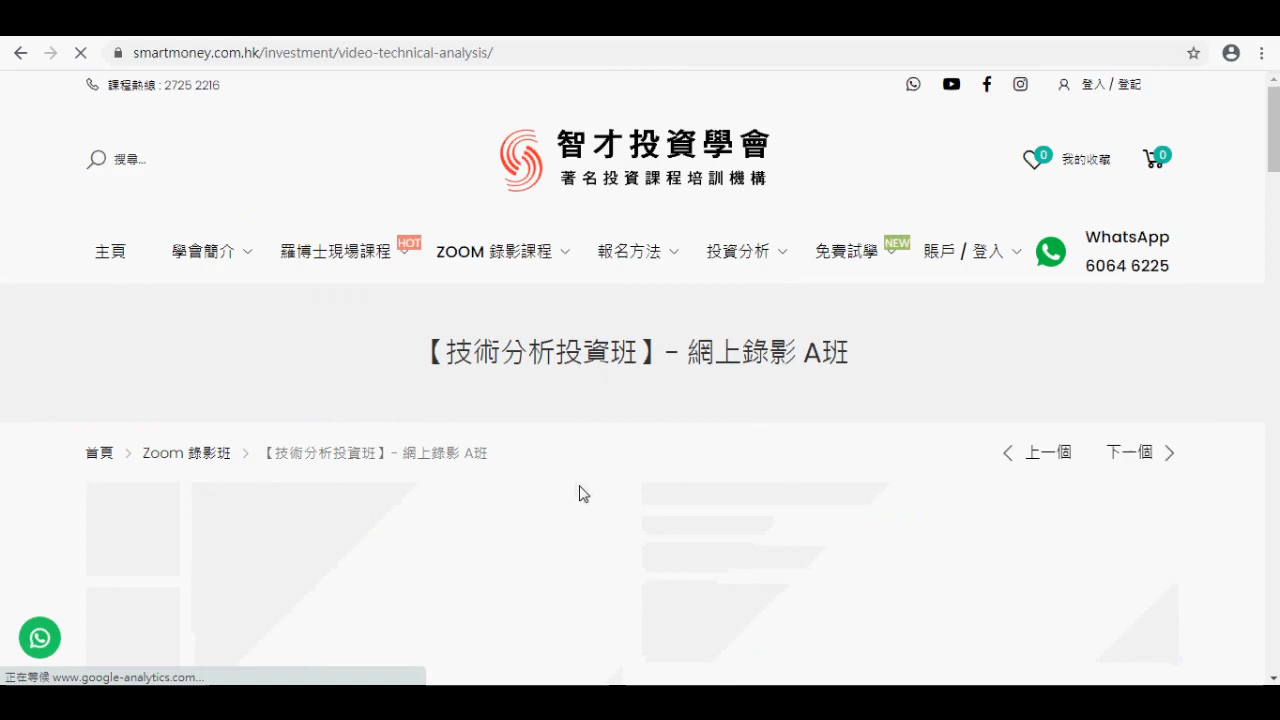 smartmoney.com.hk/investment/video-technical-analysis/
課程熱線 : 2725 2216
登入 / 登記
搜尋...
智才投資學會
著名投資課程培訓機構
0
我的收藏
0
主頁
學會簡介
羅博士現場課程
HOT
ZOOM 錄影課程
報名方法
投資分析
免費試學
NEW
賬戶 / 登入
WhatsApp
6064 6225
【技術分析投資班】- 網上錄影 A班
首頁 > Zoom 錄影班 > 【技術分析投資班】- 網上錄影 A班
上一個
下一個
正在等候 www.google-analytics.com...